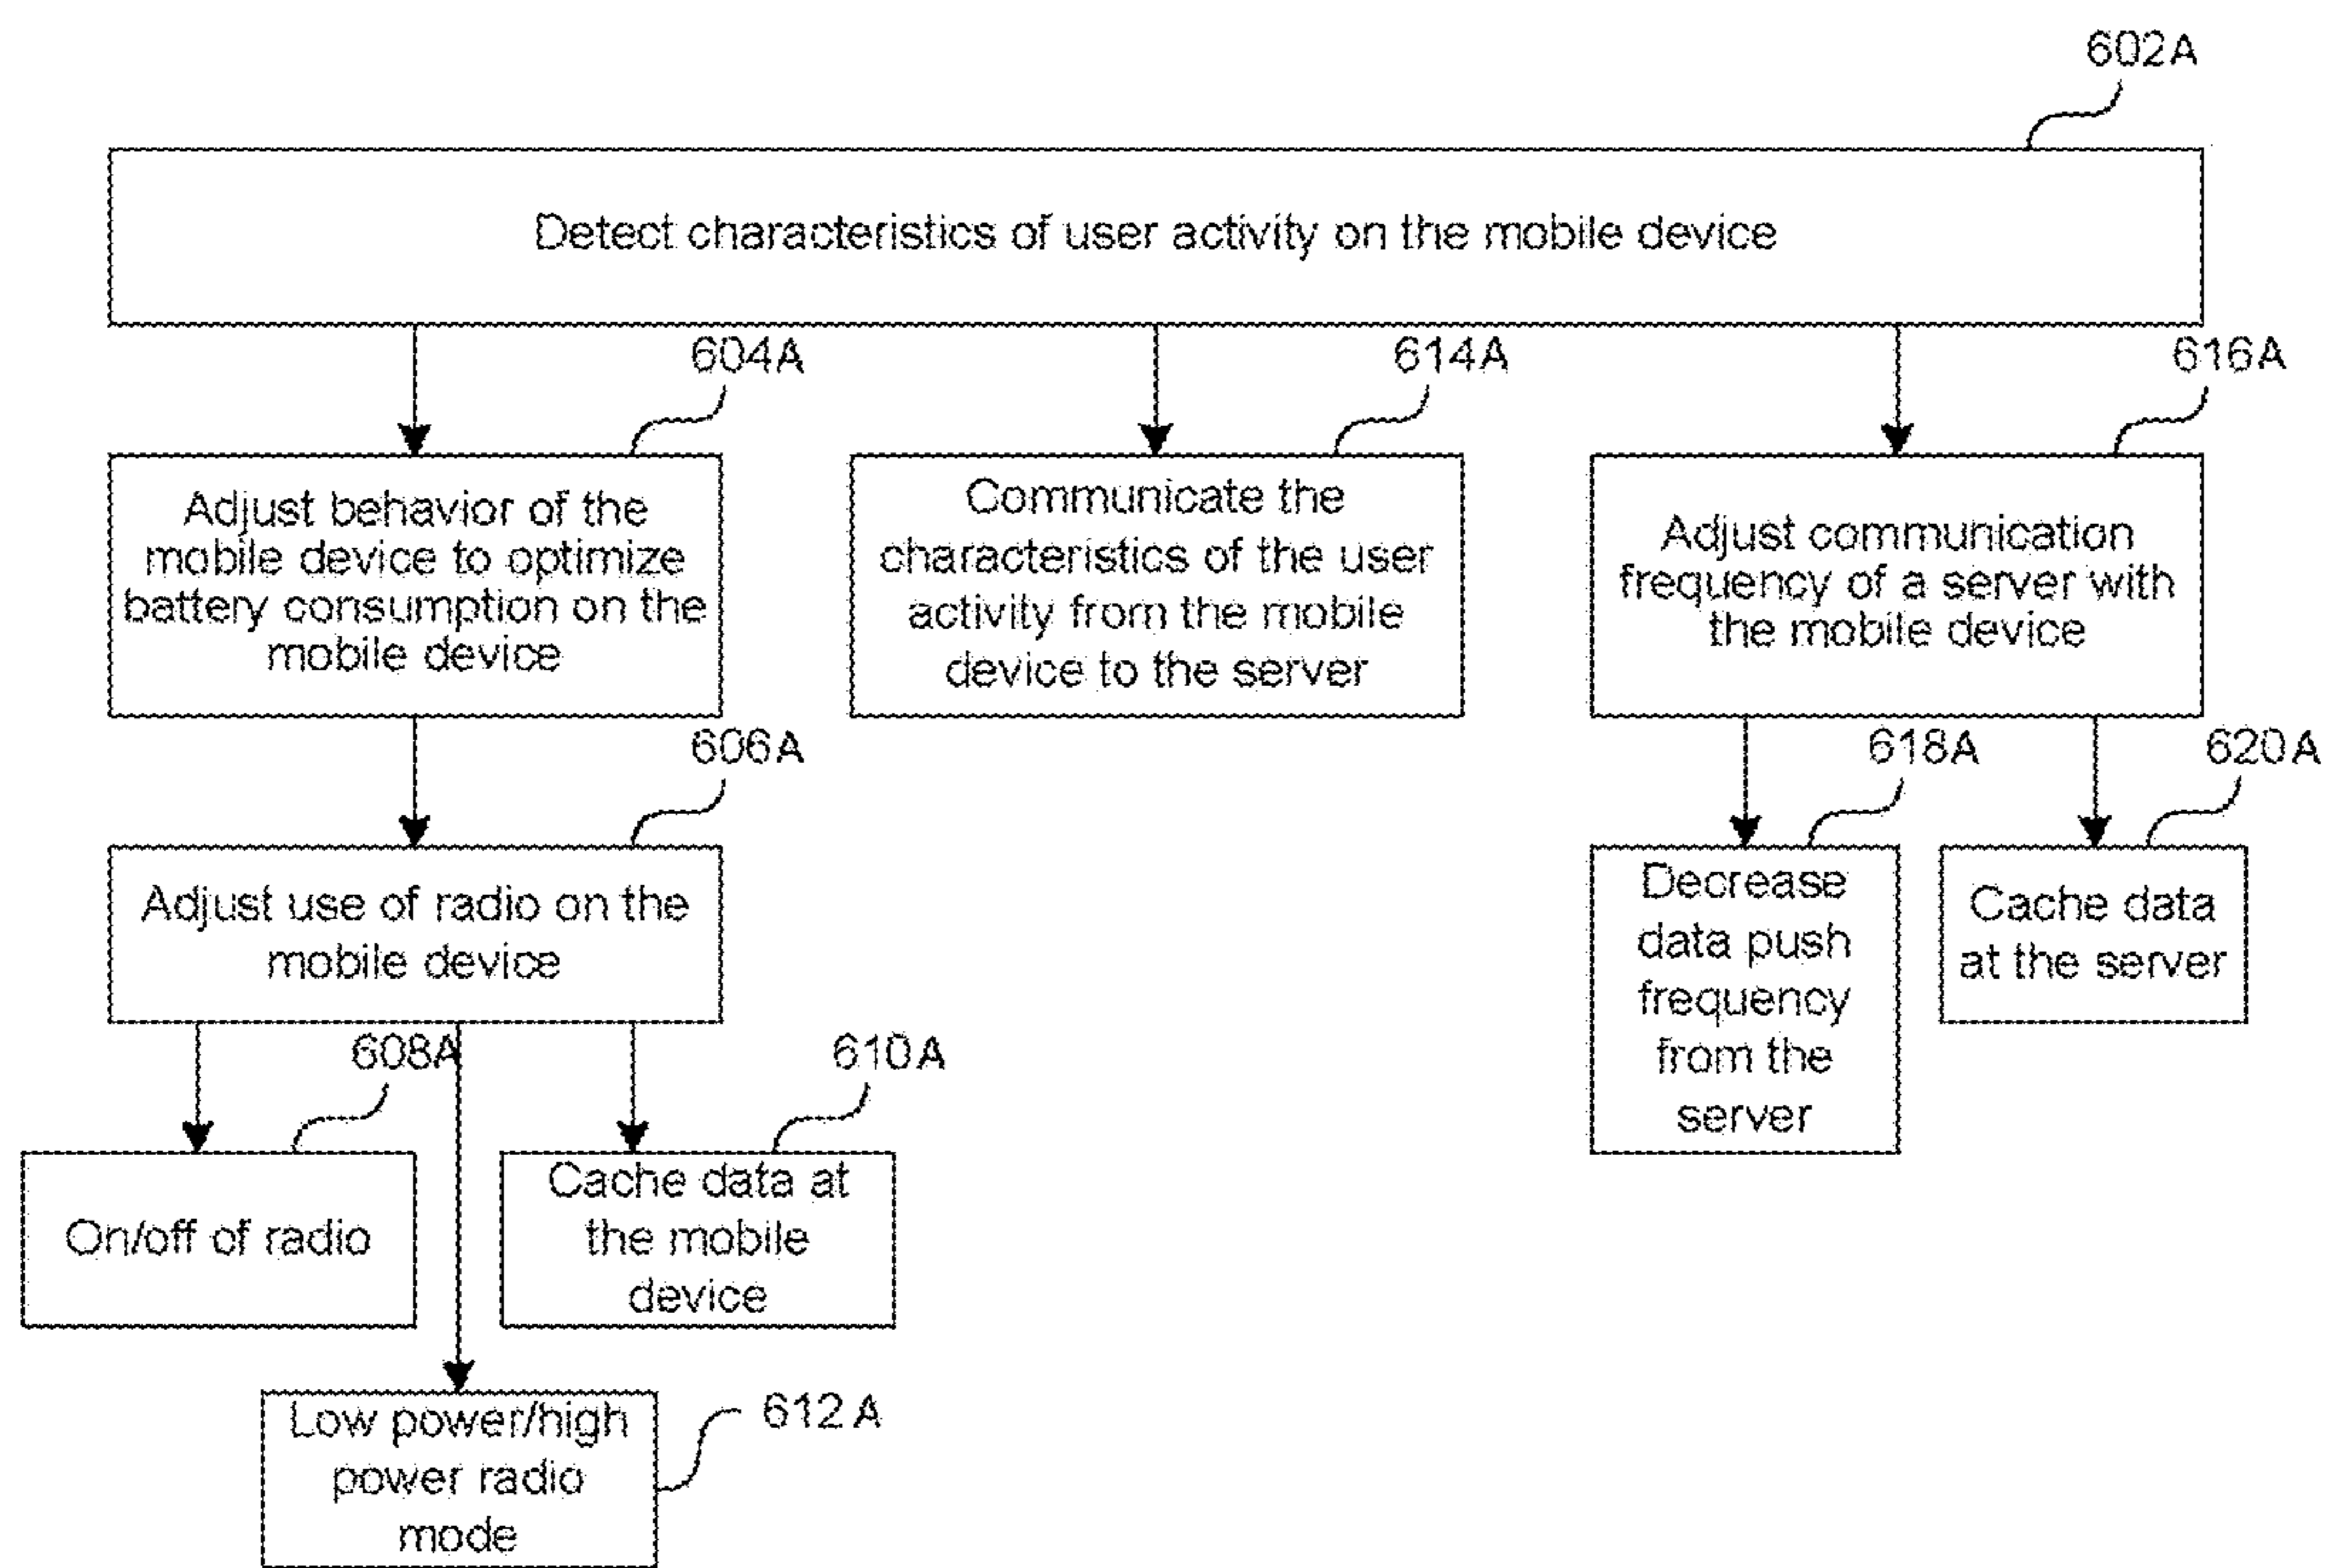 602A
Detect characteristics of user activity on the mobile device
604A
614A
616A
Adjust behavior of the
mobile device to optimize
battery consumption on the
mobile device
Communicate the
characteristics of the user
activity from the mobile
device to the server
Adjust communication
frequency of a server with
the mobile device
606A
618A
620A
Adjust use of radio on the
mobile device
Decrease
data push
frequency
from the
server
Cache data
at the server
608A
610A
On/off of radio
Cache data at
the mobile
device
612A
Low power/high
power radio
mode